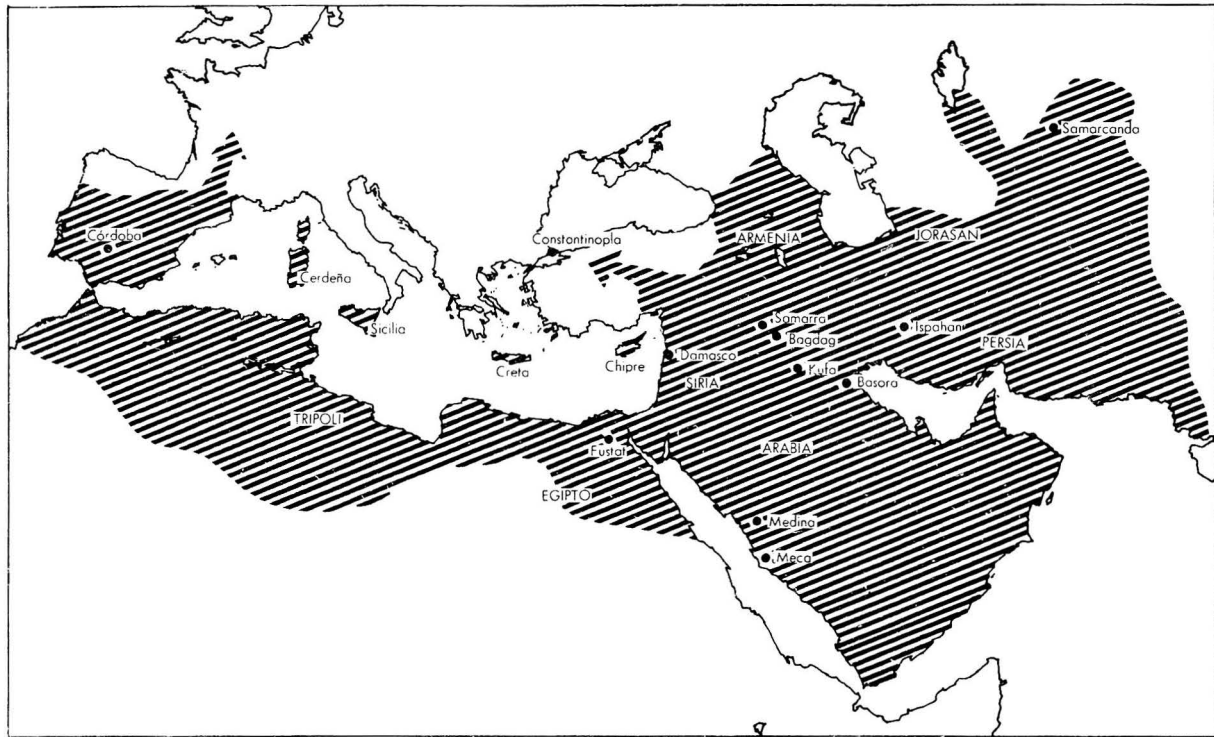 Samarcanda
Córdoba
Constantinopla
ARMENIA
JORASAN
Cerdeña
Sicilia
Samarra
Ispahan
Bagdag
PERSIA
Creta
Chipre
Damasco
Kufa
SIRIA
Basora
TRIPOLI
Fustat
ARABIA
EGIPTO
Medina
Meca